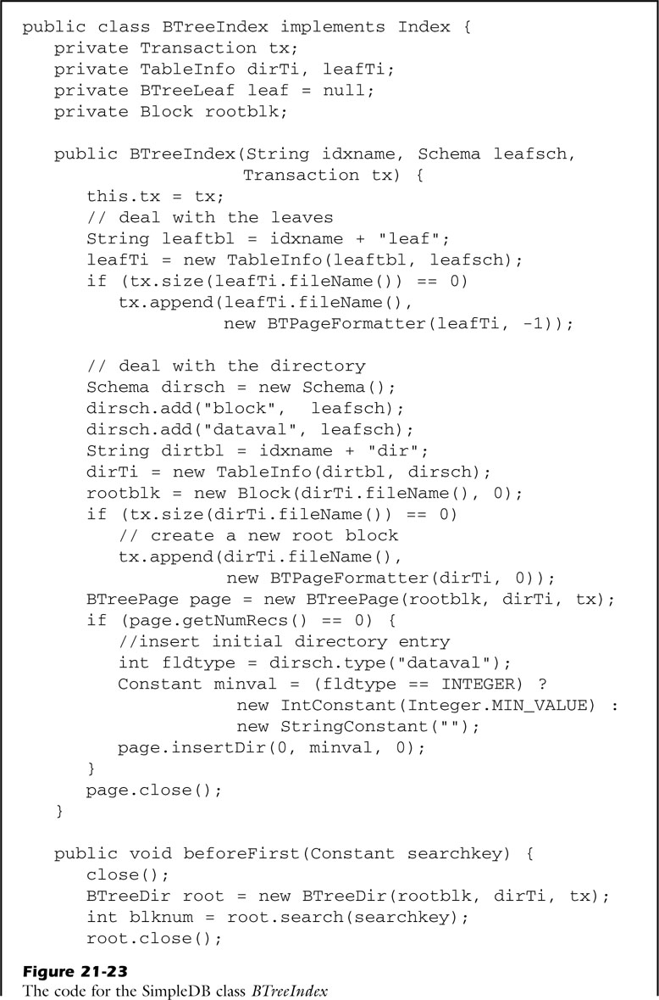 public class BTreeIndex implements Index {
private Transaction tx;
private TableInfo dirTi, leafTi;
private BTreeLeaf leaf = null;
private Block rootblk;
public BTreeIndex(String idxname, Schema leafsch,
Transaction tx) {
this.tx = tx;
// deal with the leaves
String leaftbl = idxname + "leaf";
leafTi = new TableInfo(leaftbl, leafsch);
if (tx.size(leafTi.fileName()) == 0)
tx.append(leafTi.fileName(),
new BTPageFormatter(leafTi, -1));
// deal with the directory
Schema dirsch = new Schema();
dirsch.add("block", leafsch);
dirsch.add("dataval", leafsch);
String dirtbl = idxname + "dir";
dirTi = new TableInfo(dirtbl, dirsch);
rootblk = new Block(dirTi.fileName(), 0);
if (tx.size(dirTi.fileName()) == 0)
// create a new root block
tx.append(dirTi.fileName(),
new BTPageFormatter(dirTi, 0));
BTreePage page = new BTreePage(rootblk, dirTi, tx);
if (page.getNumRecs() == 0) {
//insert initial directory entry
int fldtype = dirsch.type("dataval");
Constant minval = (fldtype == INTEGER) ?
new IntConstant(Integer.MIN_VALUE) :
new StringConstant("");
page.insertDir(0, minval, 0);
}
page.close();
}
public void beforeFirst(Constant searchkey) {
close();
BTreeDir root = new BTreeDir(rootblk, dirTi, tx);
int blknum = root.search(searchkey);
root.close();
Figure 21-23
The code for the SimpleDB class BTreeIndex